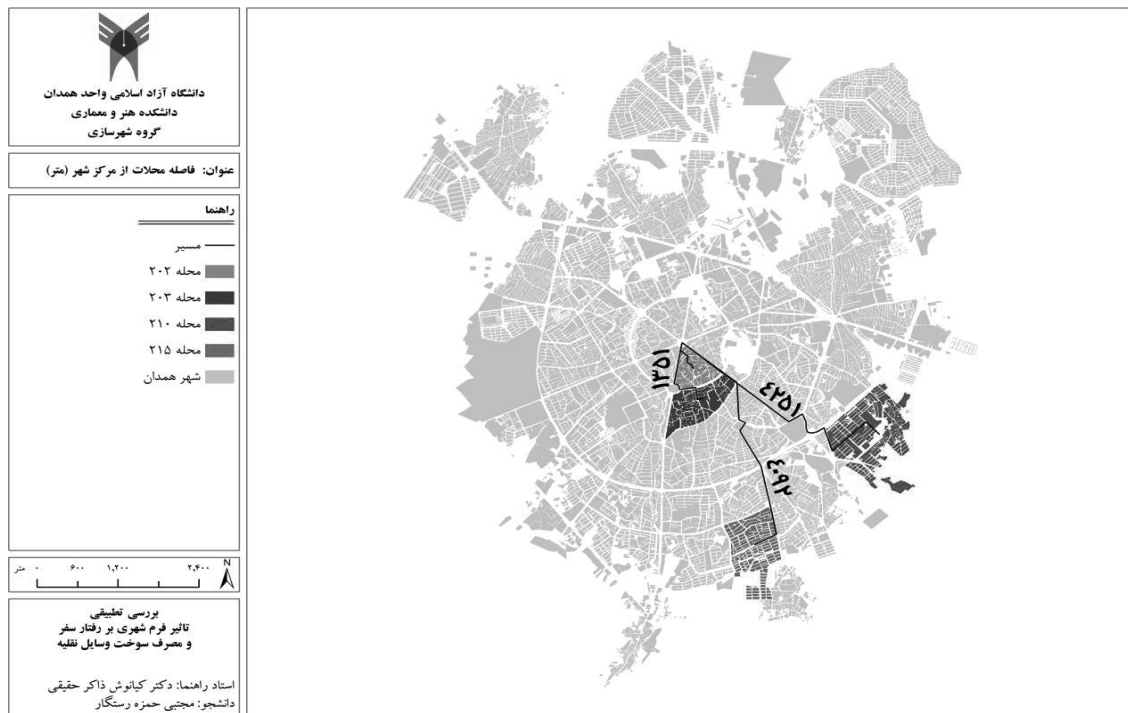 دانشگاه آزاد اسلامی واحد همدان
دانشکده هنر و معماری
گروه شهرسازی
عنوان: فاصله محلات از مرکز شهر (متر)
راهنما
مسیر
محله ۲۰۲
محله ۲۰۳
محله ۲۱۰
محله ۲۱۵
شهر همدان
متر ۰ ۶۰۰ ۱,۲۰۰ ۲,۴۰۰ N
بررسی تطبیقی
تاثیر فرم شهری بر رفتار سفر
و مصرف سوخت وسایل نقلیه
استاد راهنما: دکتر کیانوش ذاکر حقیقی
دانشجو: مجتبی حمزه رستگار
۱۳۵۱
۴۲۵۱
۴۰۹۲